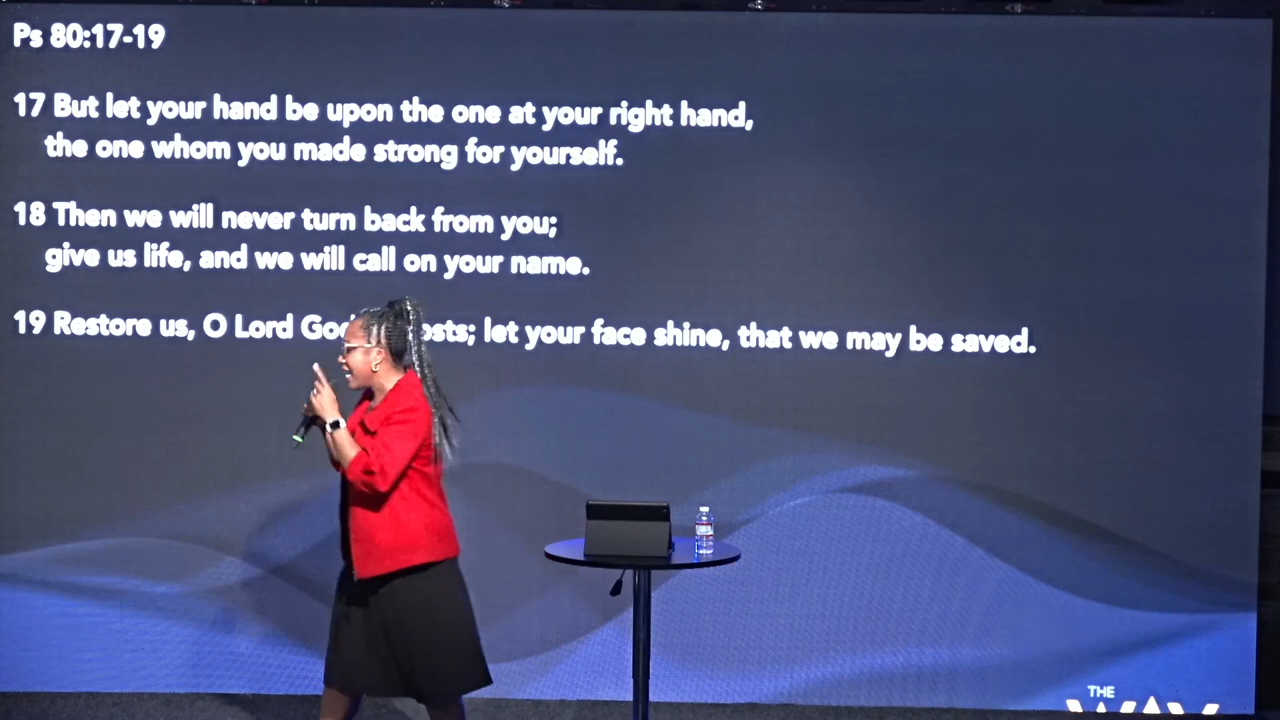 Ps 80:17-19
17 But let your hand be upon the one at your right hand,
the one whom you made strong for yourself.
18 Then we will never turn back from you;
give us life, and we will call on your name.
19 Restore us, O Lord God osts; let your face shine, that we may be saved.
THE
WAY